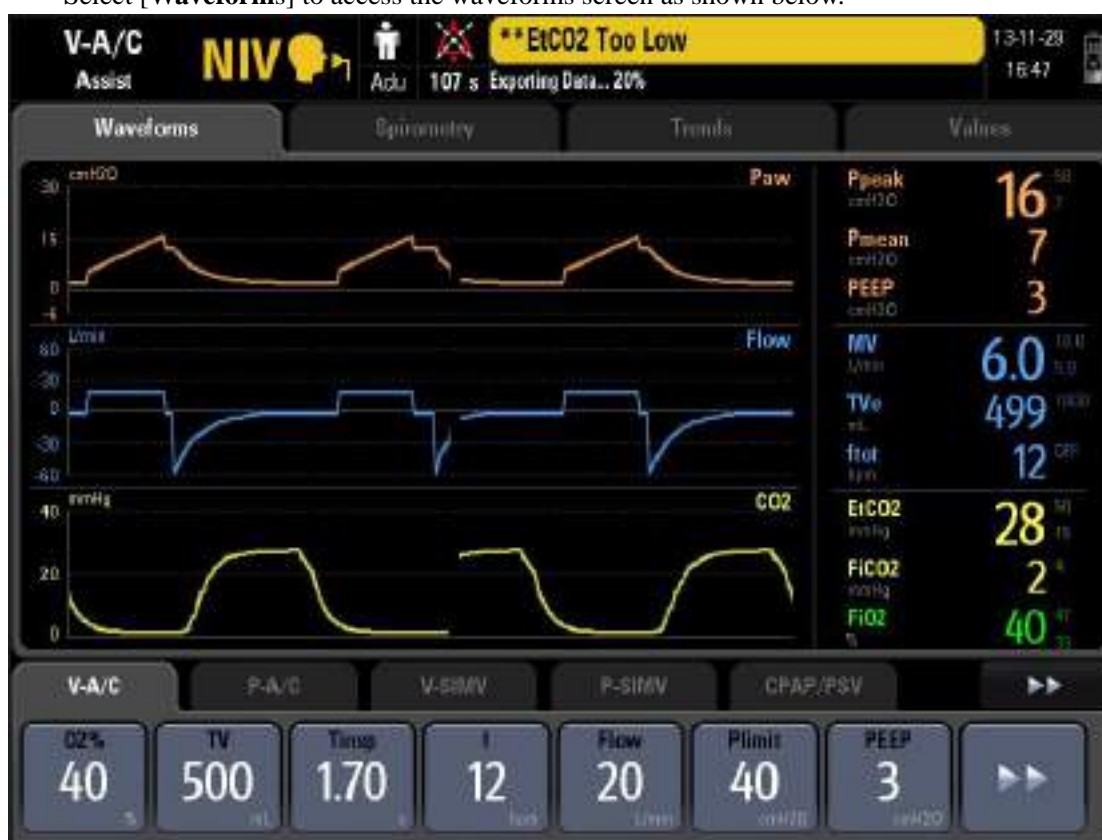 Select [Waveforms] to access the waveforms screen as shown below.
V-A/C
Assist
NIV
Adu
107 s
**EtCO2 Too Low
Exporting Data... 20%
13-11-29
16:47
Waveforms
Spirometry
Trends
Values
cmH2O
Paw
30
15
0
Ppeak
cmH2O
16
Pmean
cmH2O
7
PEEP
cmH2O
3
L/min
Flow
30
0
-30
-60
MV
L/min
6.0
TVe
mL
499
ftot
bpm
12
OFF
mmHg
CO2
40
20
0
EtCO2
mmHg
28
FiCO2
mmHg
2
FiO2
%
40
V-A/C
P-A/C
V-SIMV
P-SIMV
CPAP/PSV
O2%
40
%
TV
500
mL
Tinsp
1.70
s
f
12
bpm
Flow
20
L/min
Plimit
40
cmH2O
PEEP
3
cmH2O